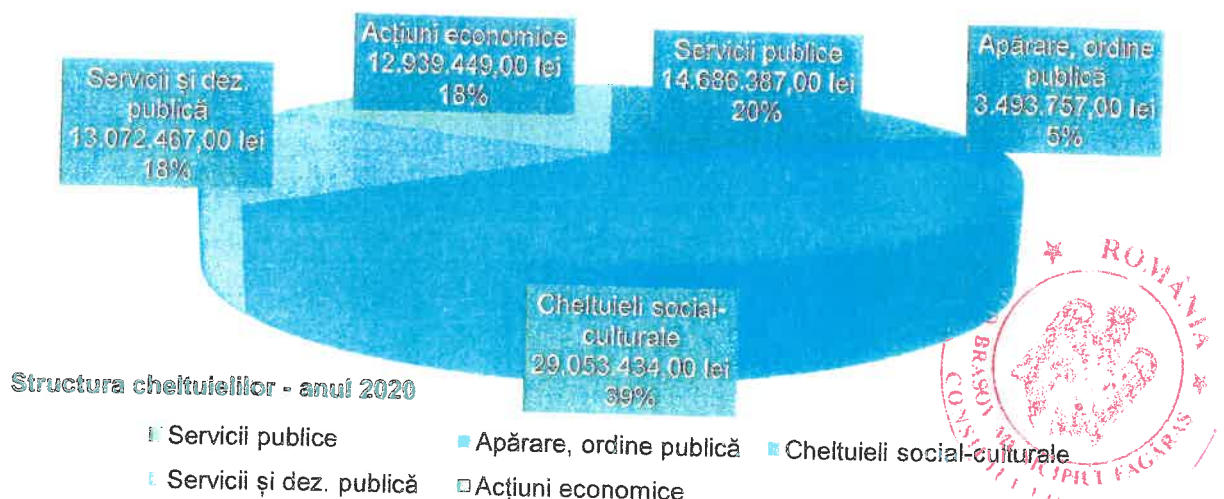 Acțiuni economice
12.939.449,00 lei
18%
Servicii publice
14.686.387,00 lei
20%
Apărare, ordine
publică
3.493.757,00 lei
5%
Servicii și dez.
publică
13.072.467,00 lei
18%
Cheltuieli social-
culturale
29.053.434,00 lei
39%
Structura cheltuielilor - anul 2020
Servicii publice
Apărare, ordine publică
Cheltuieli social-culturale
Servicii și dez. publică
Acțiuni economice
ROMÂNIA
BRAȘOV
MUNICIPIUL FĂGĂRAȘ